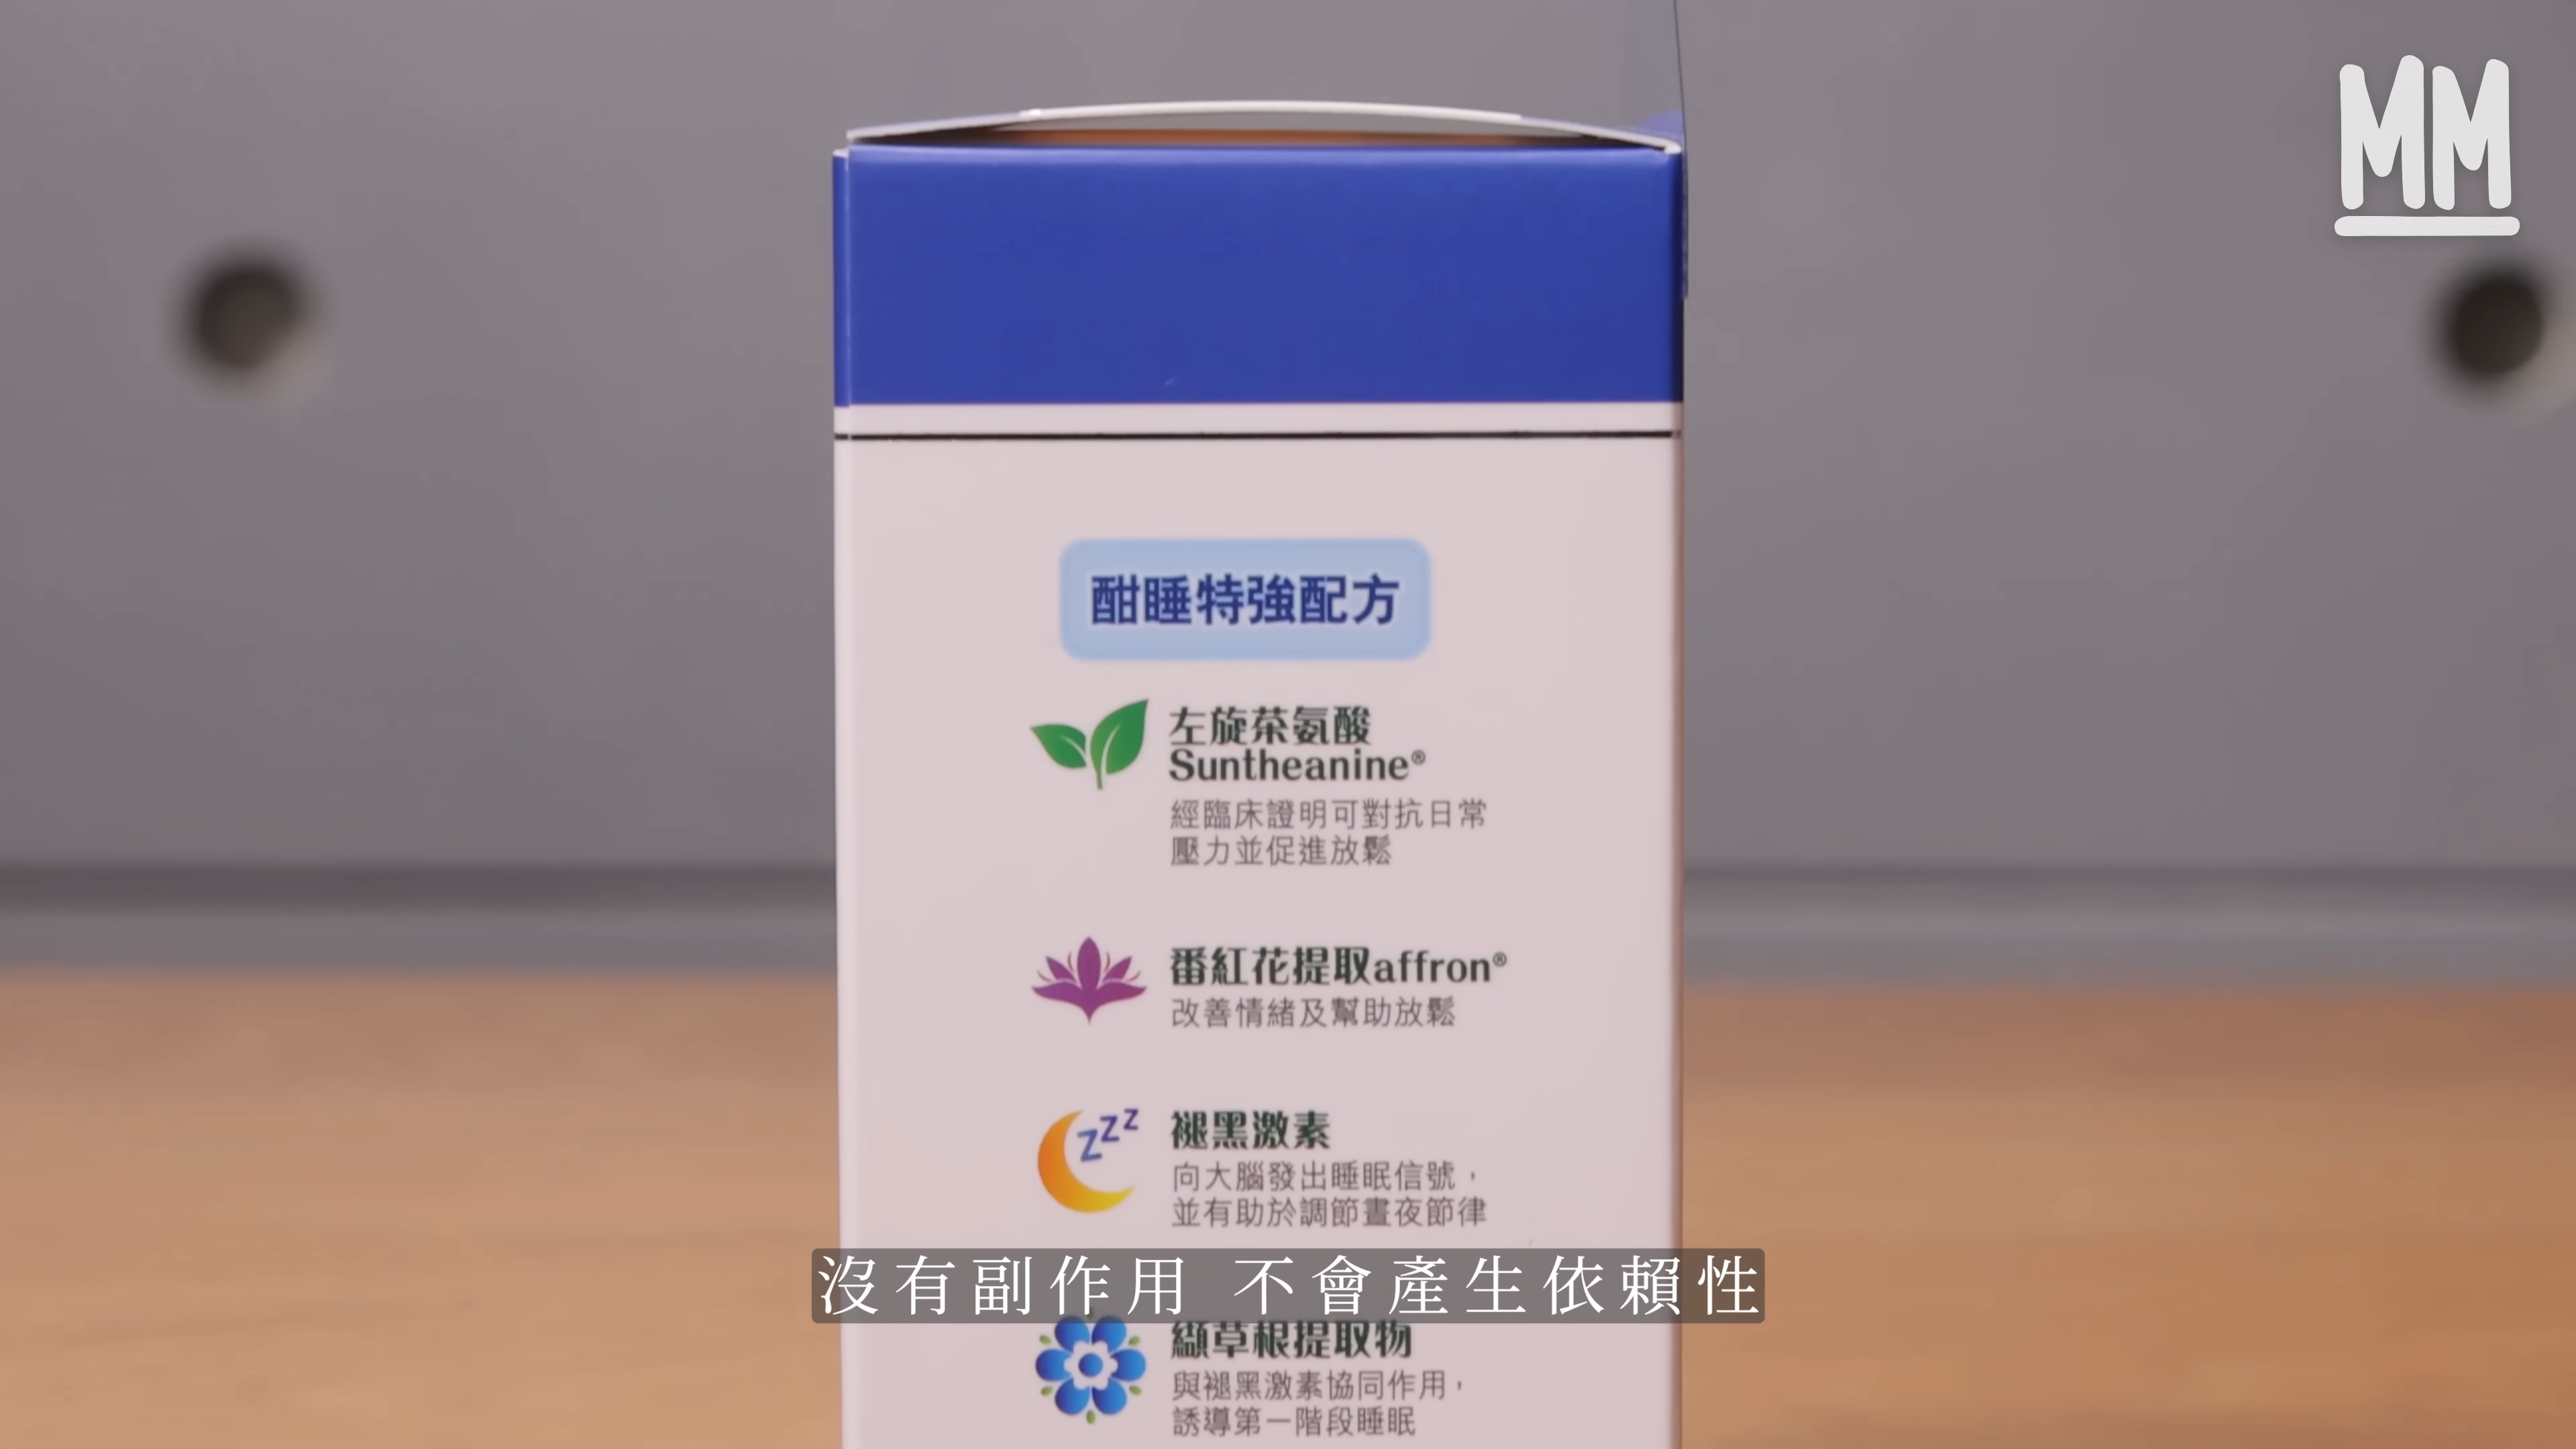 MM
酣睡特強配方
左旋茶氨酸
Suntheanine®
經臨床證明可對抗日常
壓力並促進放鬆
番紅花提取affron®
改善情緒及幫助放鬆
zzz
褪黑激素
向大腦發出睡眠信號，
並有助於調節晝夜節律
沒有副作用 不會產生依賴性
纈草根提取物
與褪黑激素協同作用，
誘導第一階段睡眠